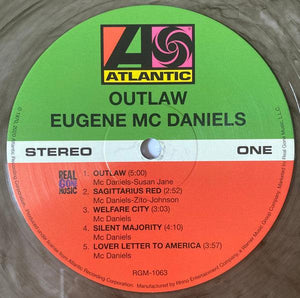 ATLANTIC
OUTLAW
EUGENE MC DANIELS
STEREO
ONE
REAL GONE MUSIC
1. OUTLAW (5:00)
Mc Daniels-Susan Jane
2. SAGITTARIUS RED (2:52)
Mc Daniels-Zito-Johnson
3. WELFARE CITY (3:03)
Mc Daniels
4. SILENT MAJORITY (4:10)
Mc Daniels
5. LOVER LETTER TO AMERICA (3:57)
Mc Daniels
RGM-1063